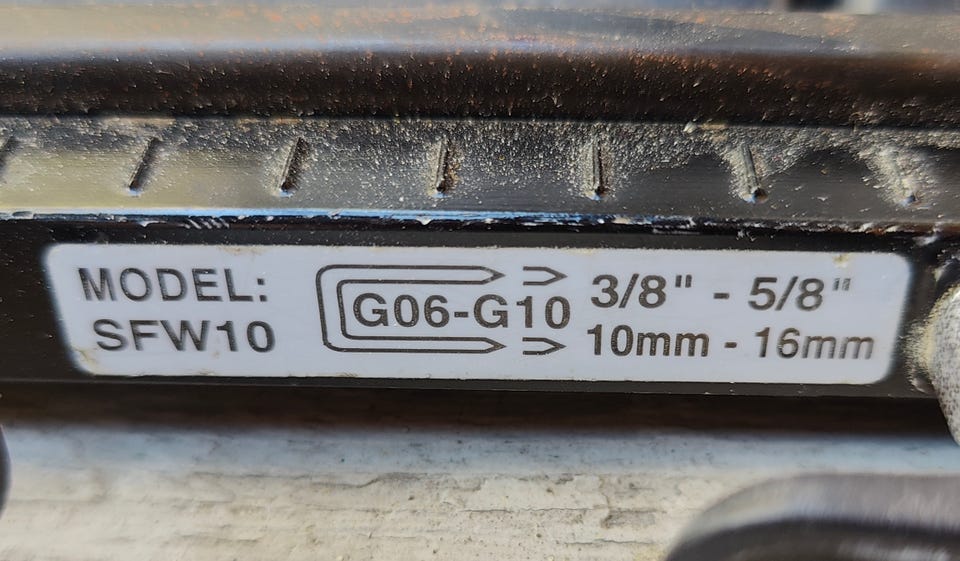 MODEL:
SFW10
G06-G10
3/8" - 5/8"
10mm - 16mm